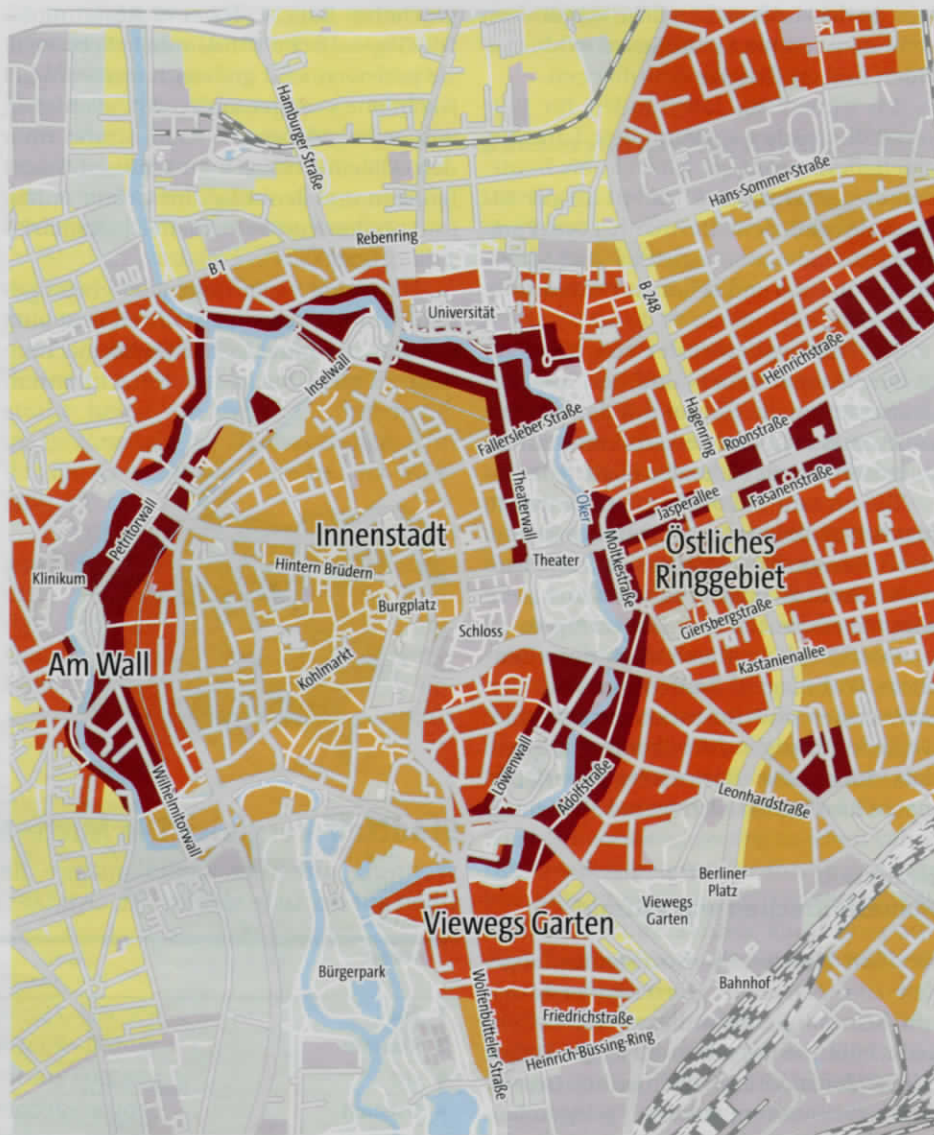 Hamburger Straße
Hans-Sommer-Straße
Rebenring
B 1
B 248
Universität
Heinrichstraße
Inselwall
Hagenring
Fallersleber-Straße
Roonstraße
Fasanenstraße
Jasperallee
Petritorwall
Theaterwall
Oker
Innenstadt
Östliches
Ringgebiet
Moltkestraße
Theater
Hintern Brüdern
Klinikum
Burgplatz
Schloss
Giersbergstraße
Am Wall
Kohlmarkt
Kastanienallee
Löwenwall
Adolfstraße
Wilhelmitorwall
Leonhardstraße
Berliner
Platz
Viewegs
Garten
Viewegs Garten
Bürgerpark
Bahnhof
Wolfenbütteler Straße
Friedrichstraße
Heinrich-Büssing-Ring